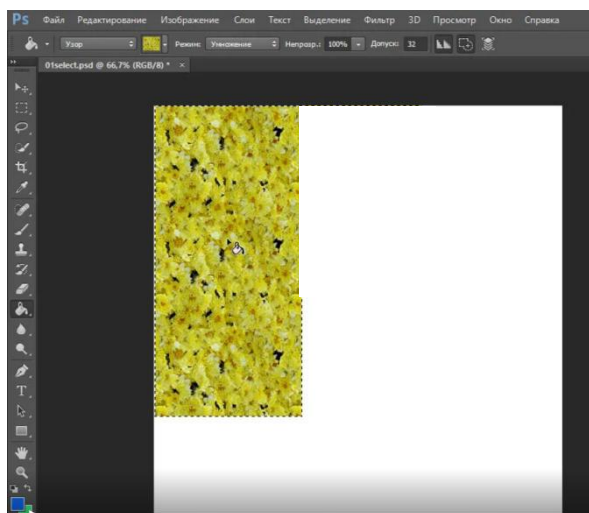 Ps Файл Редактирование Изображение Слои Текст Выделение Фильтр 3D Просмотр Окно Справка
Узор Режим: Умножение Непрозр.: 100% Допуск: 32
01select.psd @ 66,7% (RGB/8) * ×
T